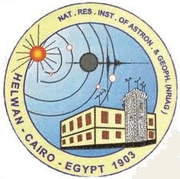 NAT. RES. INST. OF ASTRON. & GEOPH. (NRIAG)
HELWAN - CAIRO - EGYPT 1903